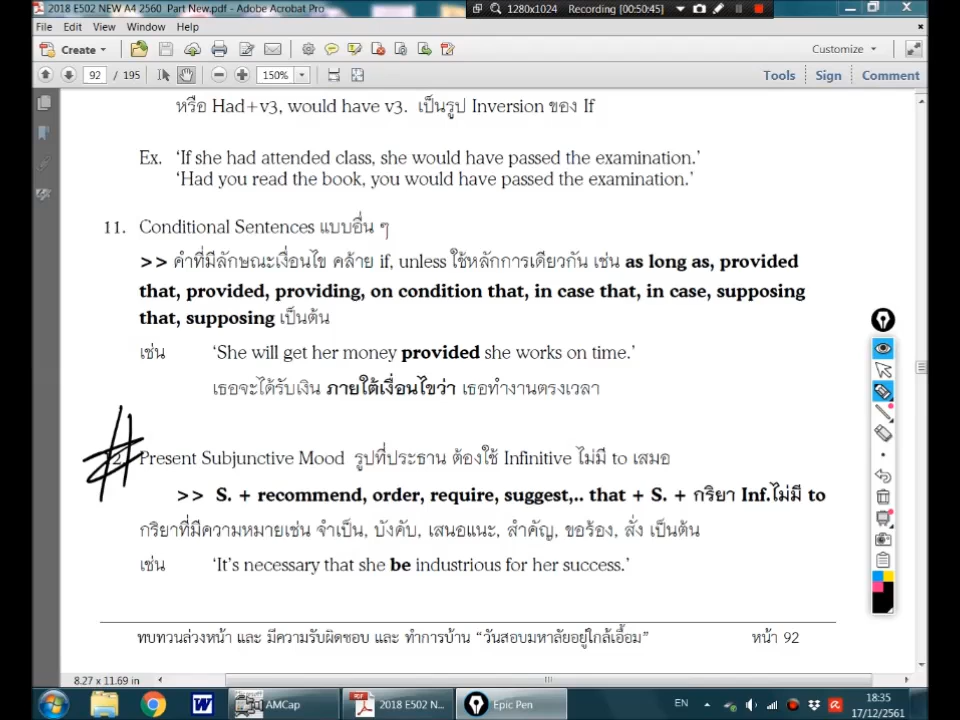 2018 E502 NEW A4 2560 Part New.pdf - Adobe Acrobat Pro
1280x1024 Recording [00:50:45]
File Edit View Window Help
Create Customize
92 / 195 150% Tools Sign Comment
หรือ Had+v3, would have v3. เป็นรูป Inversion ของ If
Ex. ‘If she had attended class, she would have passed the examination.’
‘Had you read the book, you would have passed the examination.’
11. Conditional Sentences แบบอื่น ๆ
>> คำที่มีลักษณะเงื่อนไข คล้าย if, unless ใช้หลักการเดียวกัน เช่น as long as, provided
that, provided, providing, on condition that, in case that, in case, supposing
that, supposing เป็นต้น
เช่น ‘She will get her money provided she works on time.’
เธอจะได้รับเงิน ภายใต้เงื่อนไขว่า เธอทำงานตรงเวลา
12. Present Subjunctive Mood รูปที่ประธาน ต้องใช้ Infinitive ไม่มี to เสมอ
>> S. + recommend, order, require, suggest,.. that + S. + กริยา Inf.ไม่มี to
กริยาที่มีความหมายเช่น จำเป็น, บังคับ, เสนอแนะ, สำคัญ, ขอร้อง, สั่ง เป็นต้น
เช่น ‘It’s necessary that she be industrious for her success.’
ทบทวนล่วงหน้า และ มีความรับผิดชอบ และ ทำการบ้าน “วันสอบมหาลัยอยู่ใกล้เอื้อม” หน้า 92
8.27 x 11.69 in
AMCap 2018 E502 N... Epic Pen EN 18:35
17/12/2561